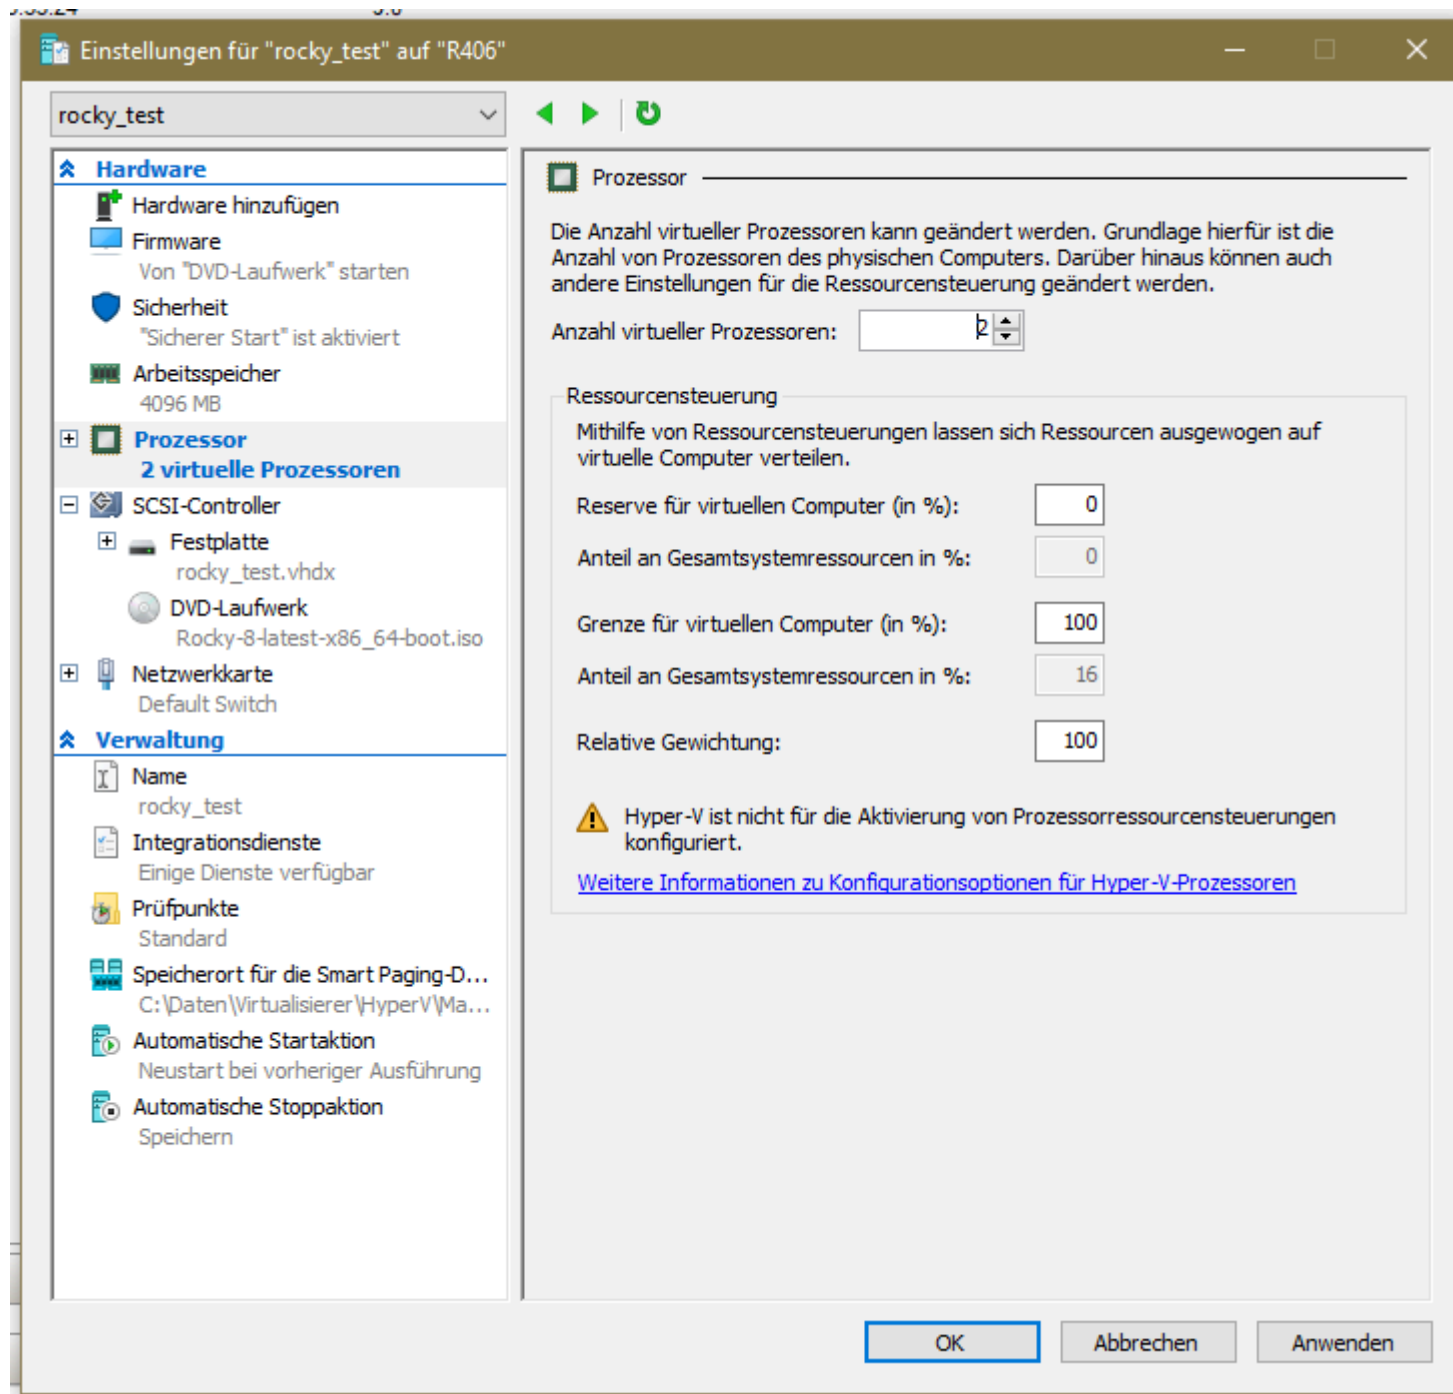 Einstellungen für "rocky_test" auf "R406"
rocky_test
Hardware
Hardware hinzufügen
Firmware
Von "DVD-Laufwerk" starten
Sicherheit
"Sicherer Start" ist aktiviert
Arbeitsspeicher
4096 MB
Prozessor
2 virtuelle Prozessoren
SCSI-Controller
Festplatte
rocky_test.vhdx
DVD-Laufwerk
Rocky-8-latest-x86_64-boot.iso
Netzwerkkarte
Default Switch
Verwaltung
Name
rocky_test
Integrationsdienste
Einige Dienste verfügbar
Prüfpunkte
Standard
Speicherort für die Smart Paging-D...
C:\Daten\Virtualisierer\HyperV\Ma...
Automatische Startaktion
Neustart bei vorheriger Ausführung
Automatische Stoppaktion
Speichern
Prozessor
Die Anzahl virtueller Prozessoren kann geändert werden. Grundlage hierfür ist die
Anzahl von Prozessoren des physischen Computers. Darüber hinaus können auch
andere Einstellungen für die Ressourcensteuerung geändert werden.
Anzahl virtueller Prozessoren: 2
Ressourcensteuerung
Mithilfe von Ressourcensteuerungen lassen sich Ressourcen ausgewogen auf
virtuelle Computer verteilen.
Reserve für virtuellen Computer (in %): 0
Anteil an Gesamtsystemressourcen in %: 0
Grenze für virtuellen Computer (in %): 100
Anteil an Gesamtsystemressourcen in %: 16
Relative Gewichtung: 100
Hyper-V ist nicht für die Aktivierung von Prozessorressourcensteuerungen
konfiguriert.
Weitere Informationen zu Konfigurationsoptionen für Hyper-V-Prozessoren
OK Abbrechen Anwenden